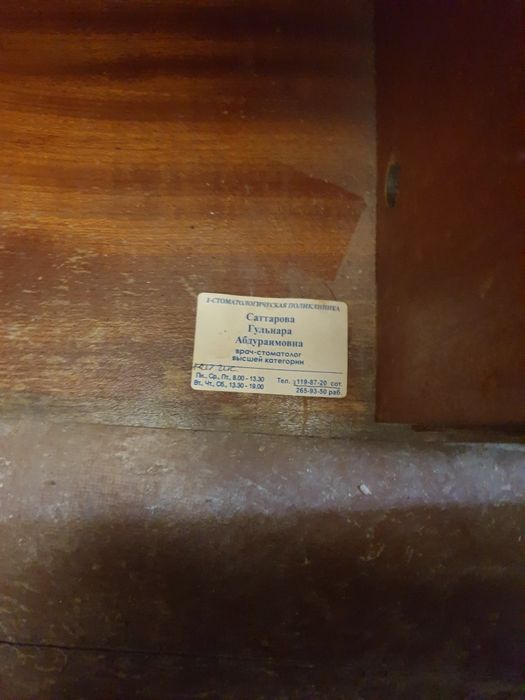 1-СТОМАТОЛОГИЧЕСКАЯ ПОЛИКЛИНИКА
Саттарова
Гульнара
Абдураимовна
врач-стоматолог
высшей категории
Пн., Ср., Пт., 8.00 - 13.30 Тел. 119-87-20 сот.
Вт., Чт., Сб., 13.30 - 19.00 265-93-50 раб.